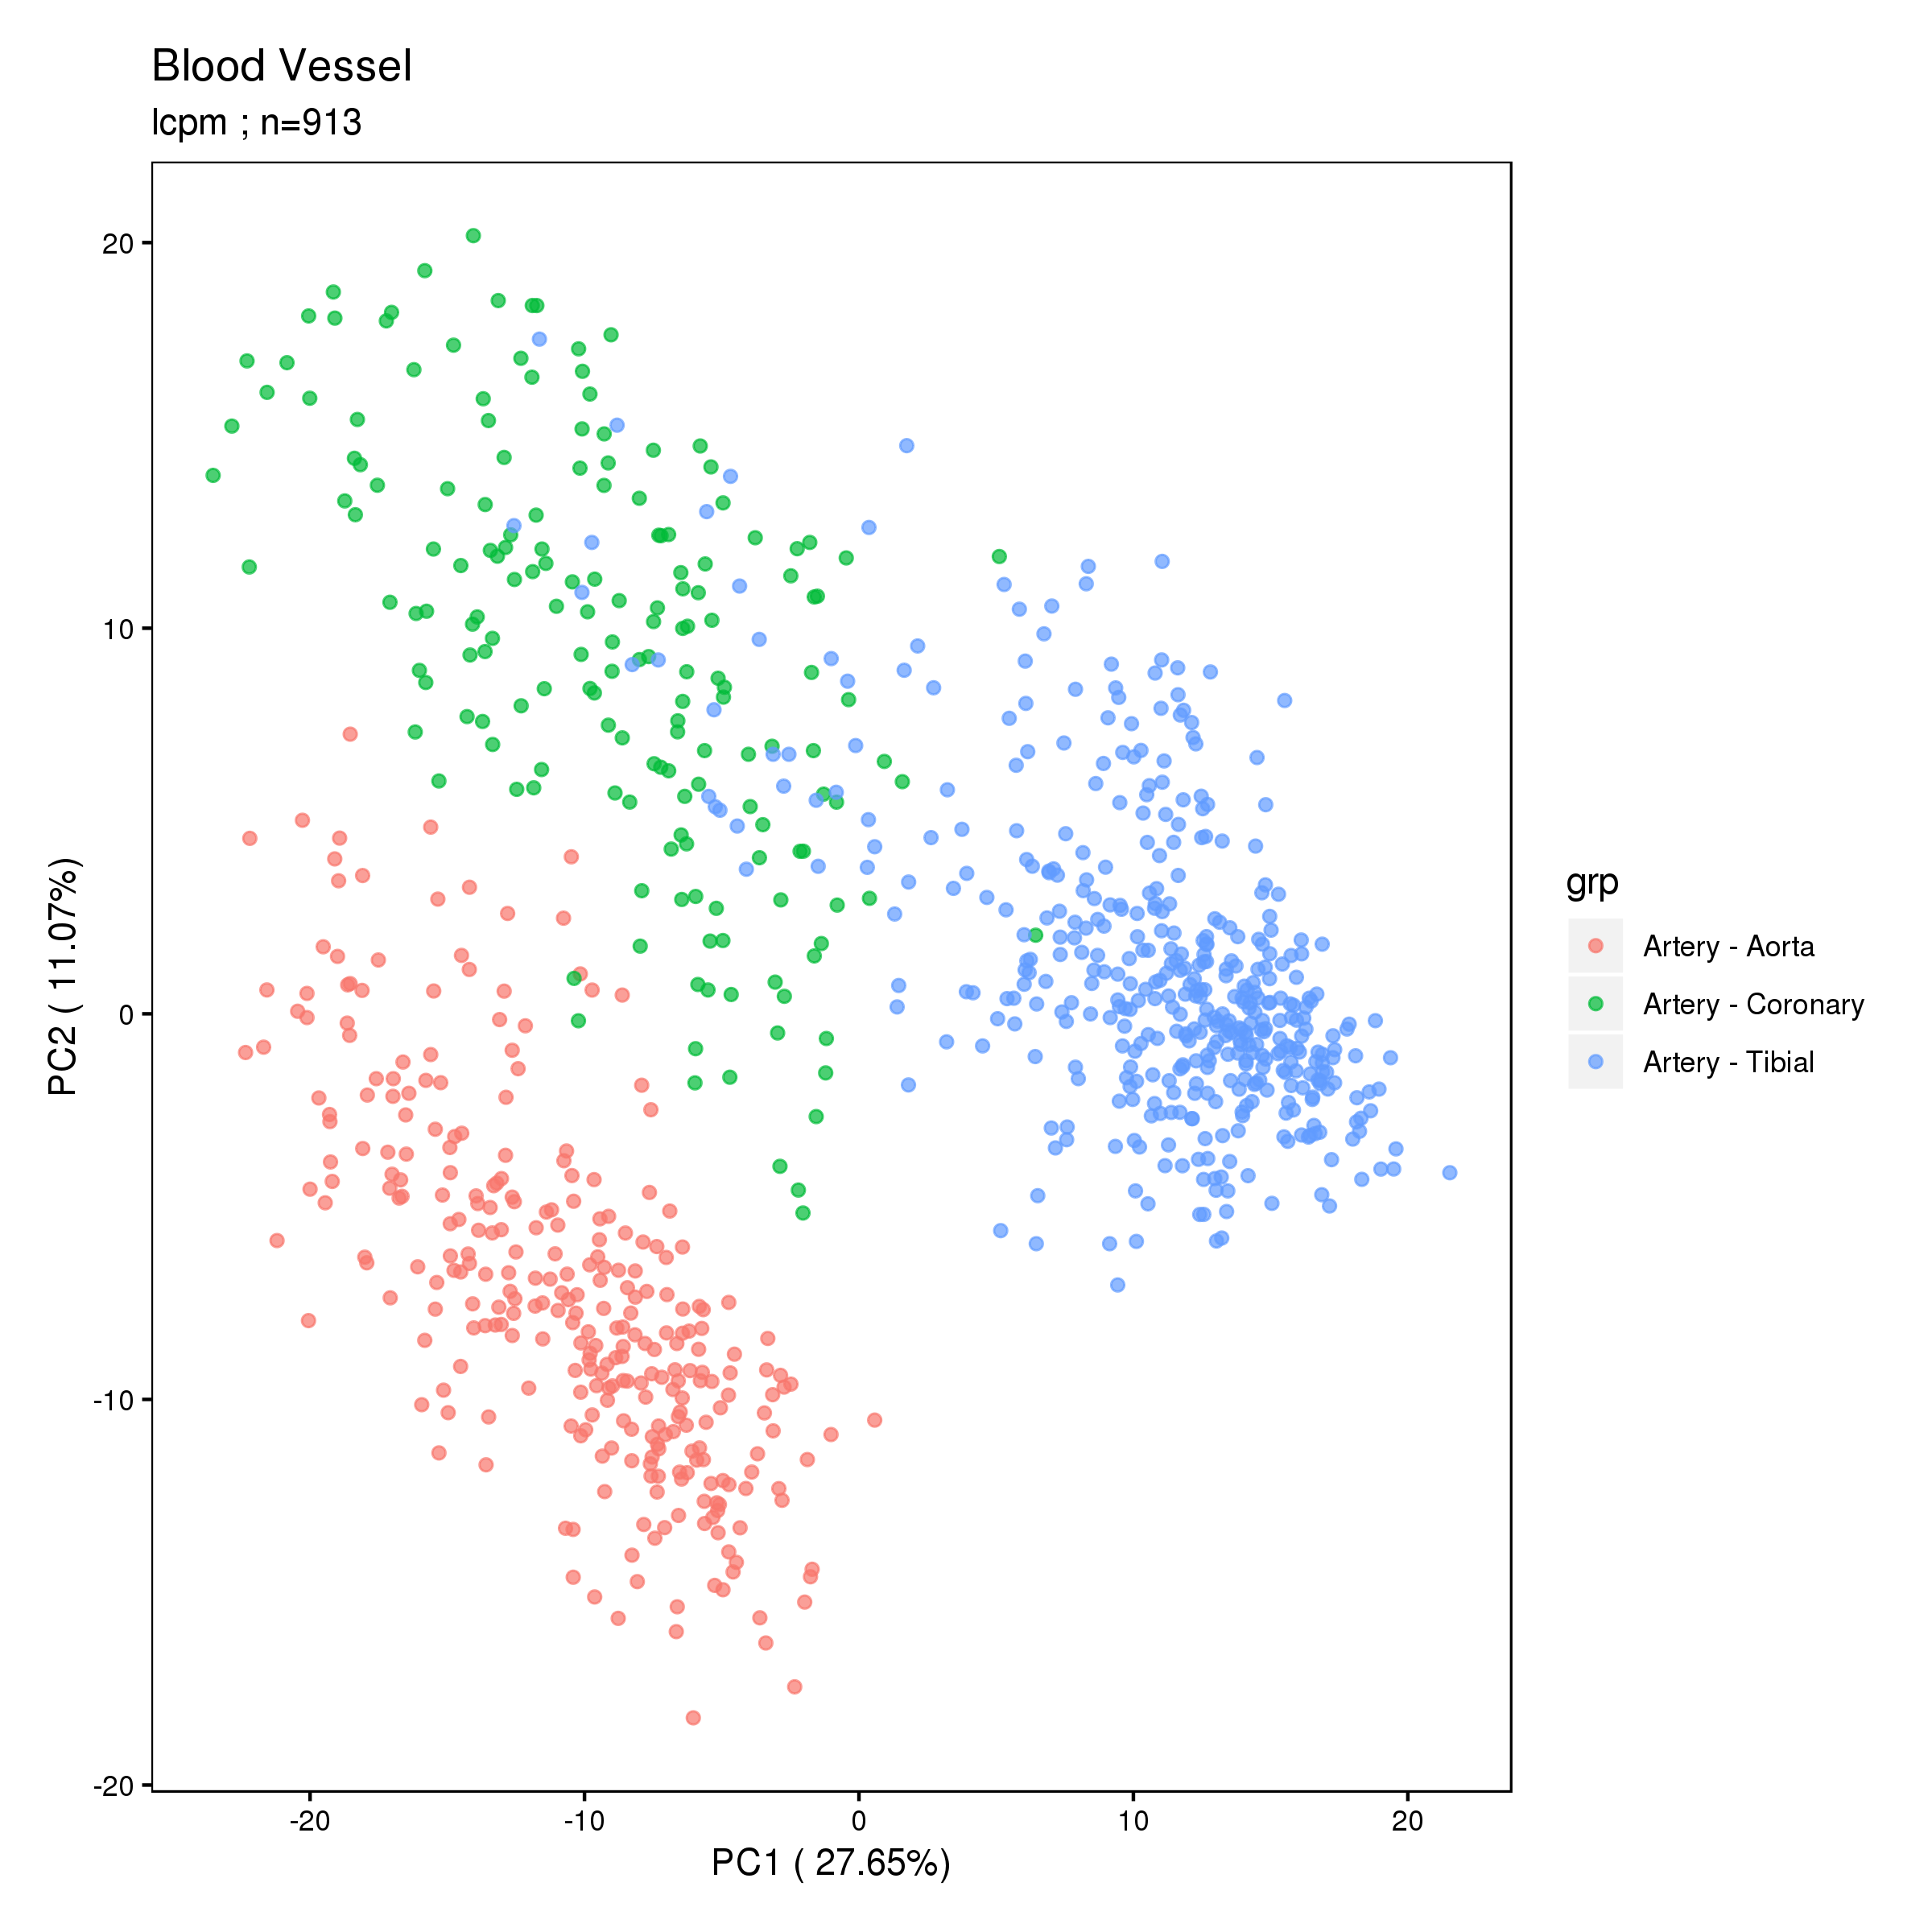 Blood Vessel
lcpm ; n=913
20
10
0
-10
-20
PC2 ( 11.07%)
-20
-10
0
10
20
PC1 ( 27.65%)
grp
Artery - Aorta
Artery - Coronary
Artery - Tibial